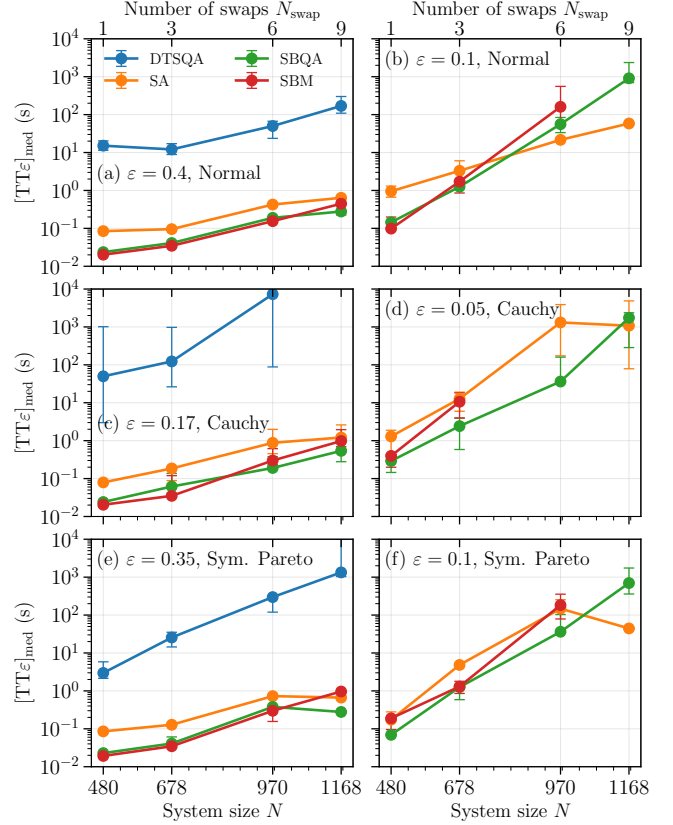 Number of swaps N_swap
Number of swaps N_swap
1 3 6 9
1 3 6 9
DTSQA
SA
SBQA
SBM
[TTε]_med (s)
10^4
10^3
10^2
10^1
10^0
10^−1
10^−2
(a) ε = 0.4, Normal
(b) ε = 0.1, Normal
[TTε]_med (s)
10^4
10^3
10^2
10^1
10^0
10^−1
10^−2
(c) ε = 0.17, Cauchy
(d) ε = 0.05, Cauchy
[TTε]_med (s)
10^4
10^3
10^2
10^1
10^0
10^−1
10^−2
(e) ε = 0.35, Sym. Pareto
(f) ε = 0.1, Sym. Pareto
480 678 970 1168
480 678 970 1168
System size N
System size N